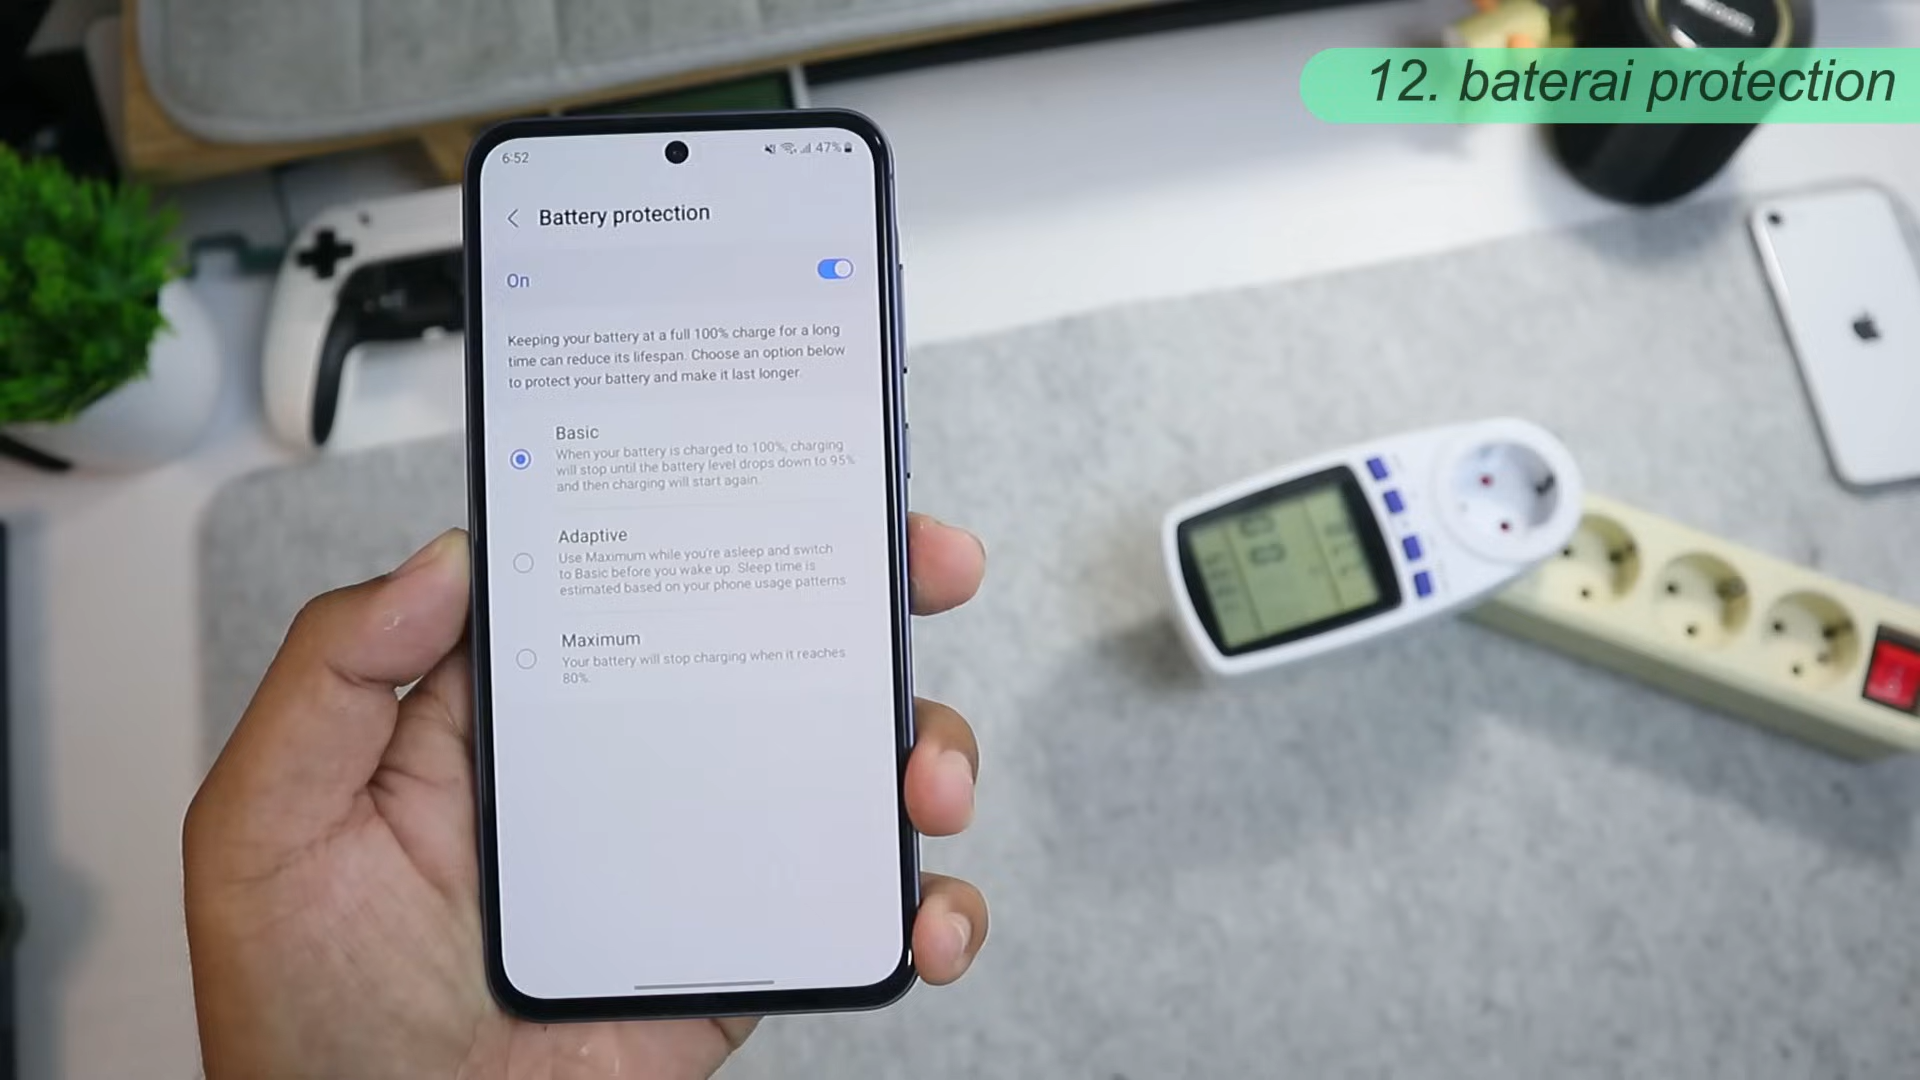 12. baterai protection
6:52
47%
Battery protection
On
Keeping your battery at a full 100% charge for a long
time can reduce its lifespan. Choose an option below
to protect your battery and make it last longer.
Basic
When your battery is charged to 100%, charging
will stop until the battery level drops down to 95%
and then charging will start again.
Adaptive
Use Maximum while you're asleep and switch
to Basic before you wake up. Sleep time is
estimated based on your phone usage patterns
Maximum
Your battery will stop charging when it reaches
80%.